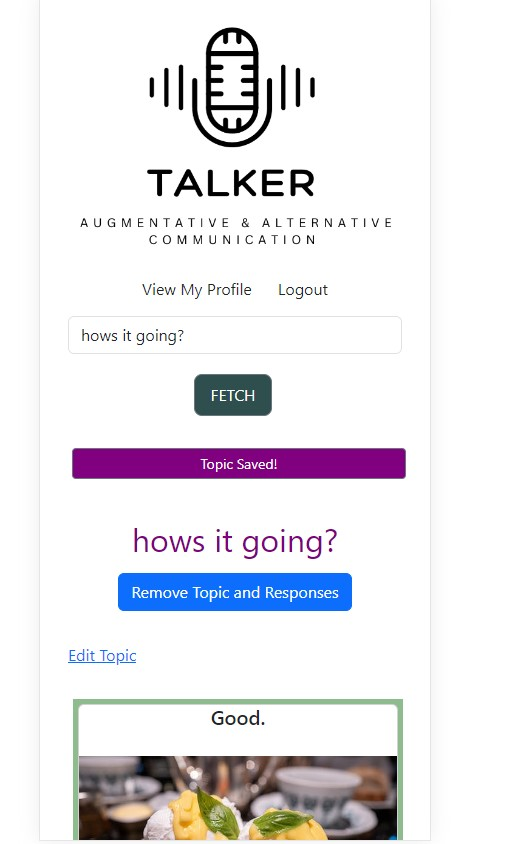 TALKER
AUGMENTATIVE & ALTERNATIVE
COMMUNICATION
View My Profile Logout
hows it going?
FETCH
Topic Saved!
hows it going?
Remove Topic and Responses
Edit Topic
Good.